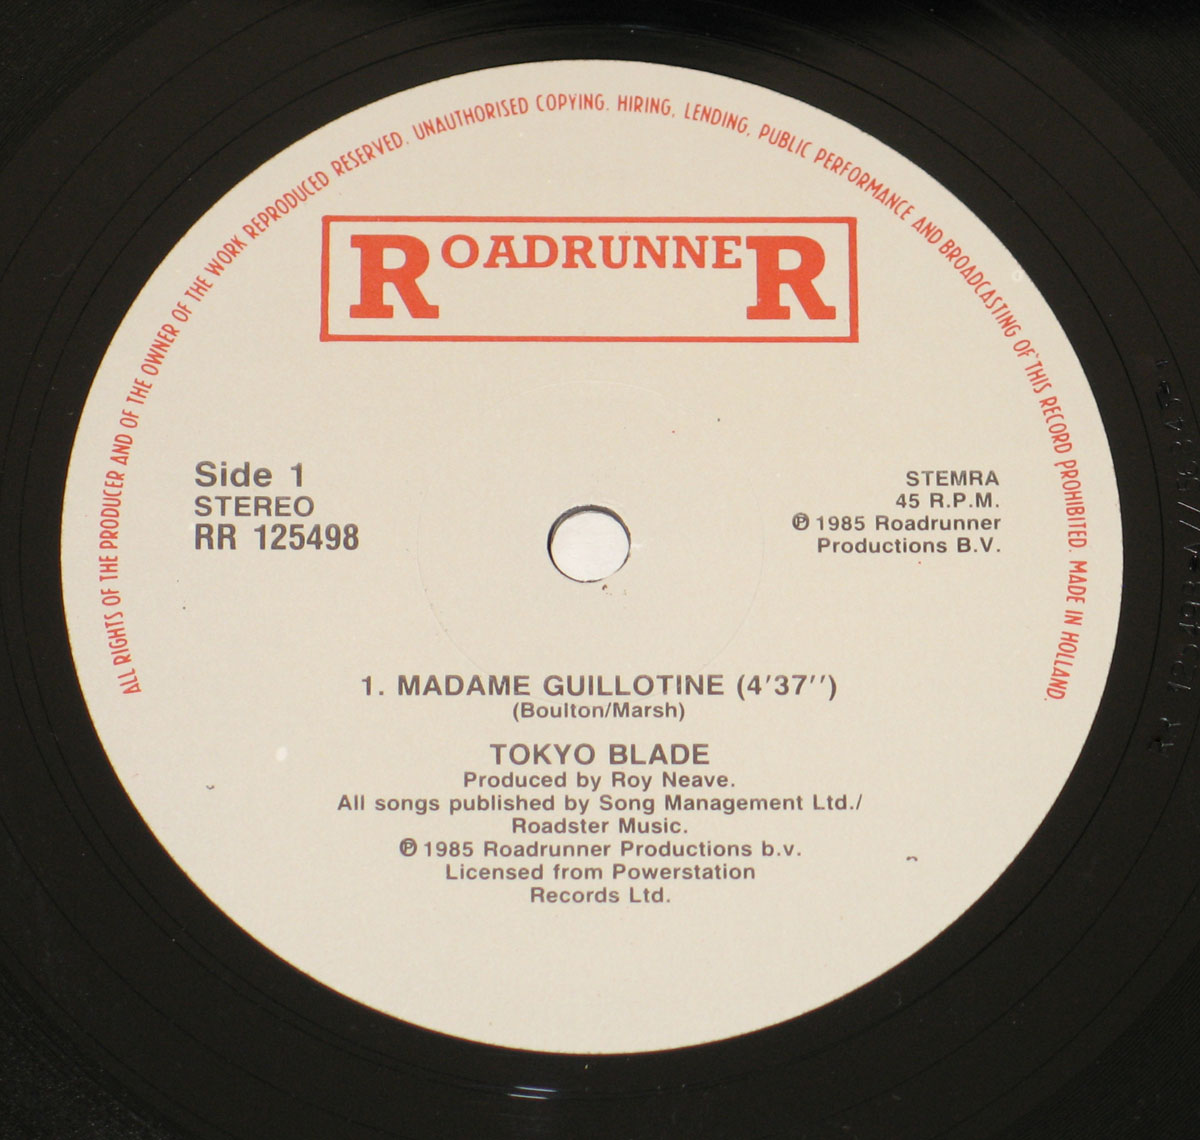 ALL RIGHTS OF THE PRODUCER AND OF THE OWNER OF THE WORK REPRODUCED RESERVED. UNAUTHORISED COPYING. HIRING, LENDING, PUBLIC PERFORMANCE AND BROADCASTING OF THIS RECORD PROHIBITED. MADE IN HOLLAND.
ROADRUNNER
Side 1
STEREO
RR 125498
STEMRA
45 R.P.M.
℗ 1985 Roadrunner
Productions B.V.
1. MADAME GUILLOTINE (4'37'')
(Boulton/Marsh)
TOKYO BLADE
Produced by Roy Neave.
All songs published by Song Management Ltd./
Roadster Music.
℗ 1985 Roadrunner Productions b.v.
Licensed from Powerstation
Records Ltd.